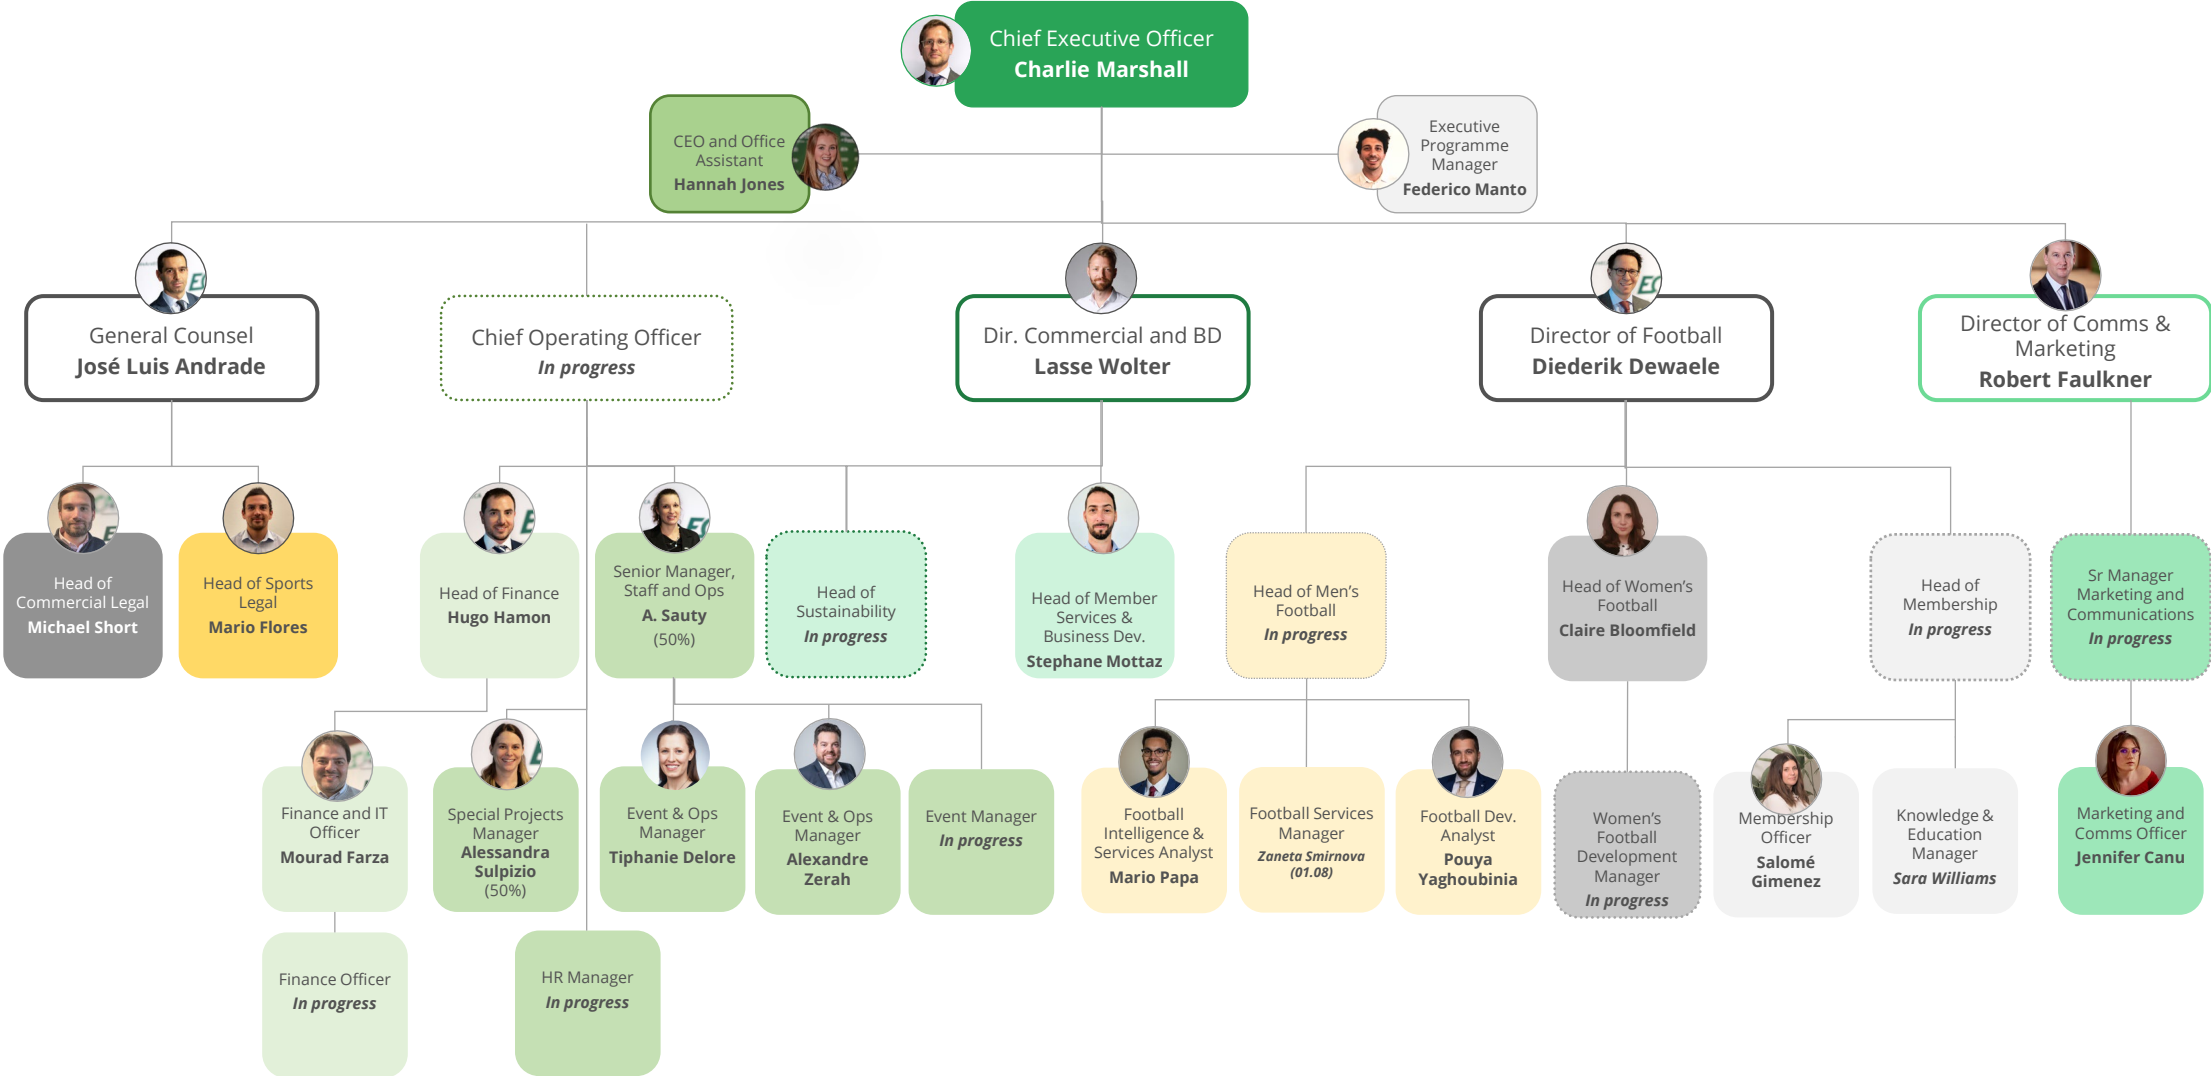 Chief Executive Officer
Charlie Marshall
CEO and Office
Assistant
Hannah Jones
Executive
Programme
Manager
Federico Manto
General Counsel
José Luis Andrade
Chief Operating Officer
In progress
Dir. Commercial and BD
Lasse Wolter
Director of Football
Diederik Dewaele
Director of Comms &
Marketing
Robert Faulkner
Head of
Commercial Legal
Michael Short
Head of Sports
Legal
Mario Flores
Head of Finance
Hugo Hamon
Senior Manager,
Staff and Ops
A. Sauty
(50%)
Head of
Sustainability
In progress
Head of Member
Services &
Business Dev.
Stephane Mottaz
Head of Men's
Football
In progress
Head of Women's
Football
Claire Bloomfield
Head of
Membership
In progress
Sr Manager
Marketing and
Communications
In progress
Finance and IT
Officer
Mourad Farza
Special Projects
Manager
Alessandra
Sulpizio
(50%)
Event & Ops
Manager
Tiphanie Delore
Event & Ops
Manager
Alexandre
Zerah
Event Manager
In progress
Football
Intelligence &
Services Analyst
Mario Papa
Football Services
Manager
Zaneta Smirnova
(01.08)
Football Dev.
Analyst
Pouya
Yaghoubinia
Women's
Football
Development
Manager
In progress
Membership
Officer
Salomé
Gimenez
Knowledge &
Education
Manager
Sara Williams
Marketing and
Comms Officer
Jennifer Canu
Finance Officer
In progress
HR Manager
In progress